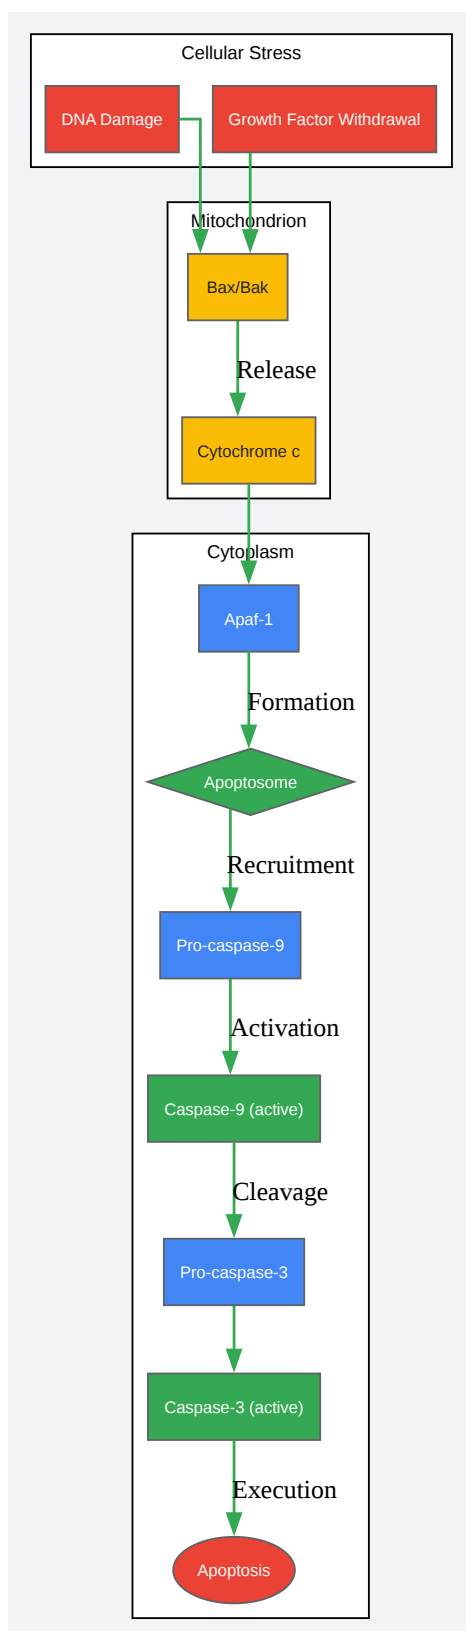 Cellular Stress
DNA Damage
Growth Factor Withdrawal
Mitochondrion
Bax/Bak
Release
Cytochrome c
Cytoplasm
Apaf-1
Formation
Apoptosome
Recruitment
Pro-caspase-9
Activation
Caspase-9 (active)
Cleavage
Pro-caspase-3
Caspase-3 (active)
Execution
Apoptosis